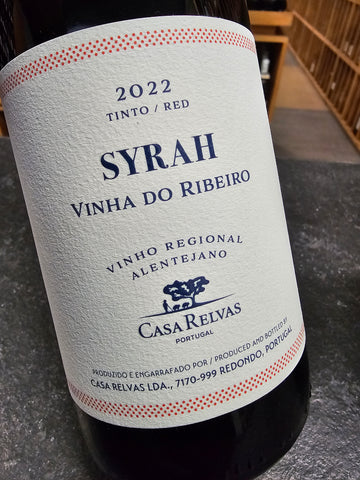 2022
TINTO / RED
SYRAH
VINHA DO RIBEIRO
VINHO REGIONAL
ALENTEJANO
CASA RELVAS
PORTUGAL
PRODUZIDO E ENGARRAFADO POR / PRODUCED AND BOTTLED BY
CASA RELVAS LDA., 7170-999 REDONDO, PORTUGAL